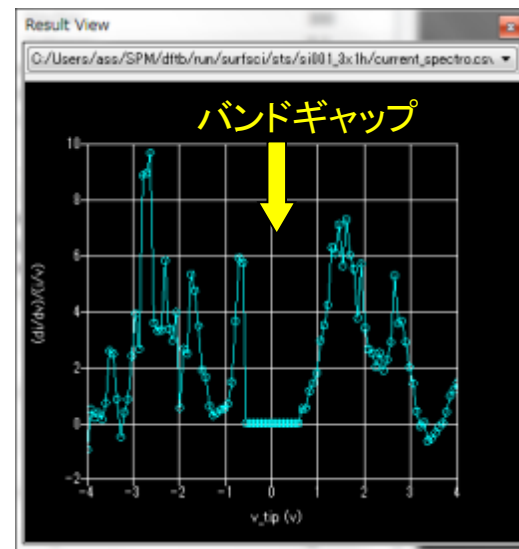 Result View
C:/Users/ass/SPM/dftb/run/surfsci/sts/si001_3x1h/current_spectro.csv
バンドギャップ
10
8
6
4
2
0
-2
(di/dv)/(i/v)
-4 -3 -2 -1 0 1 2 3 4
v_tip (v)